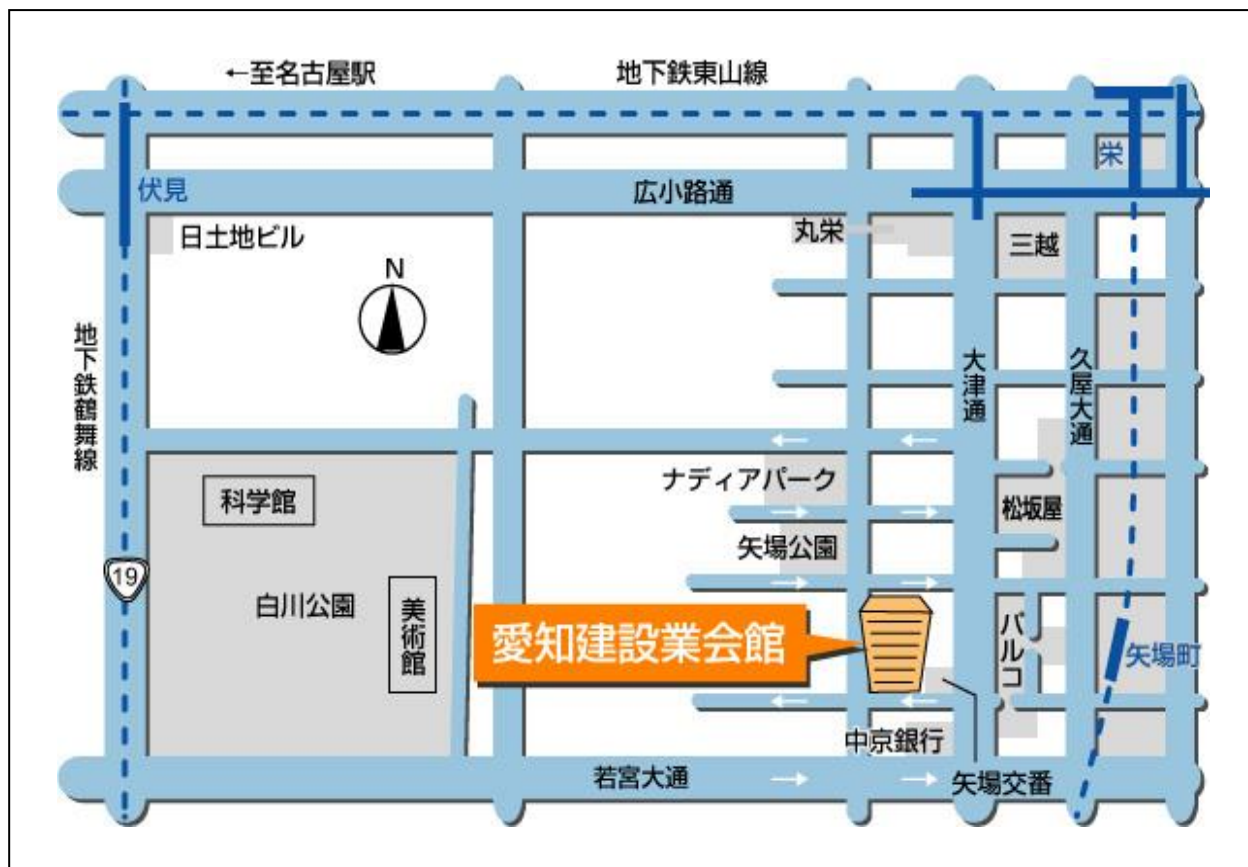 ←至名古屋駅
地下鉄東山線
栄
伏見
広小路通
日土地ビル
丸栄
三越
N
地下鉄鶴舞線
大津通
久屋大通
ナディアパーク
科学館
松坂屋
矢場公園
19
白川公園
美術館
愛知建設業会館
パルコ
矢場町
中京銀行
若宮大通
矢場交番